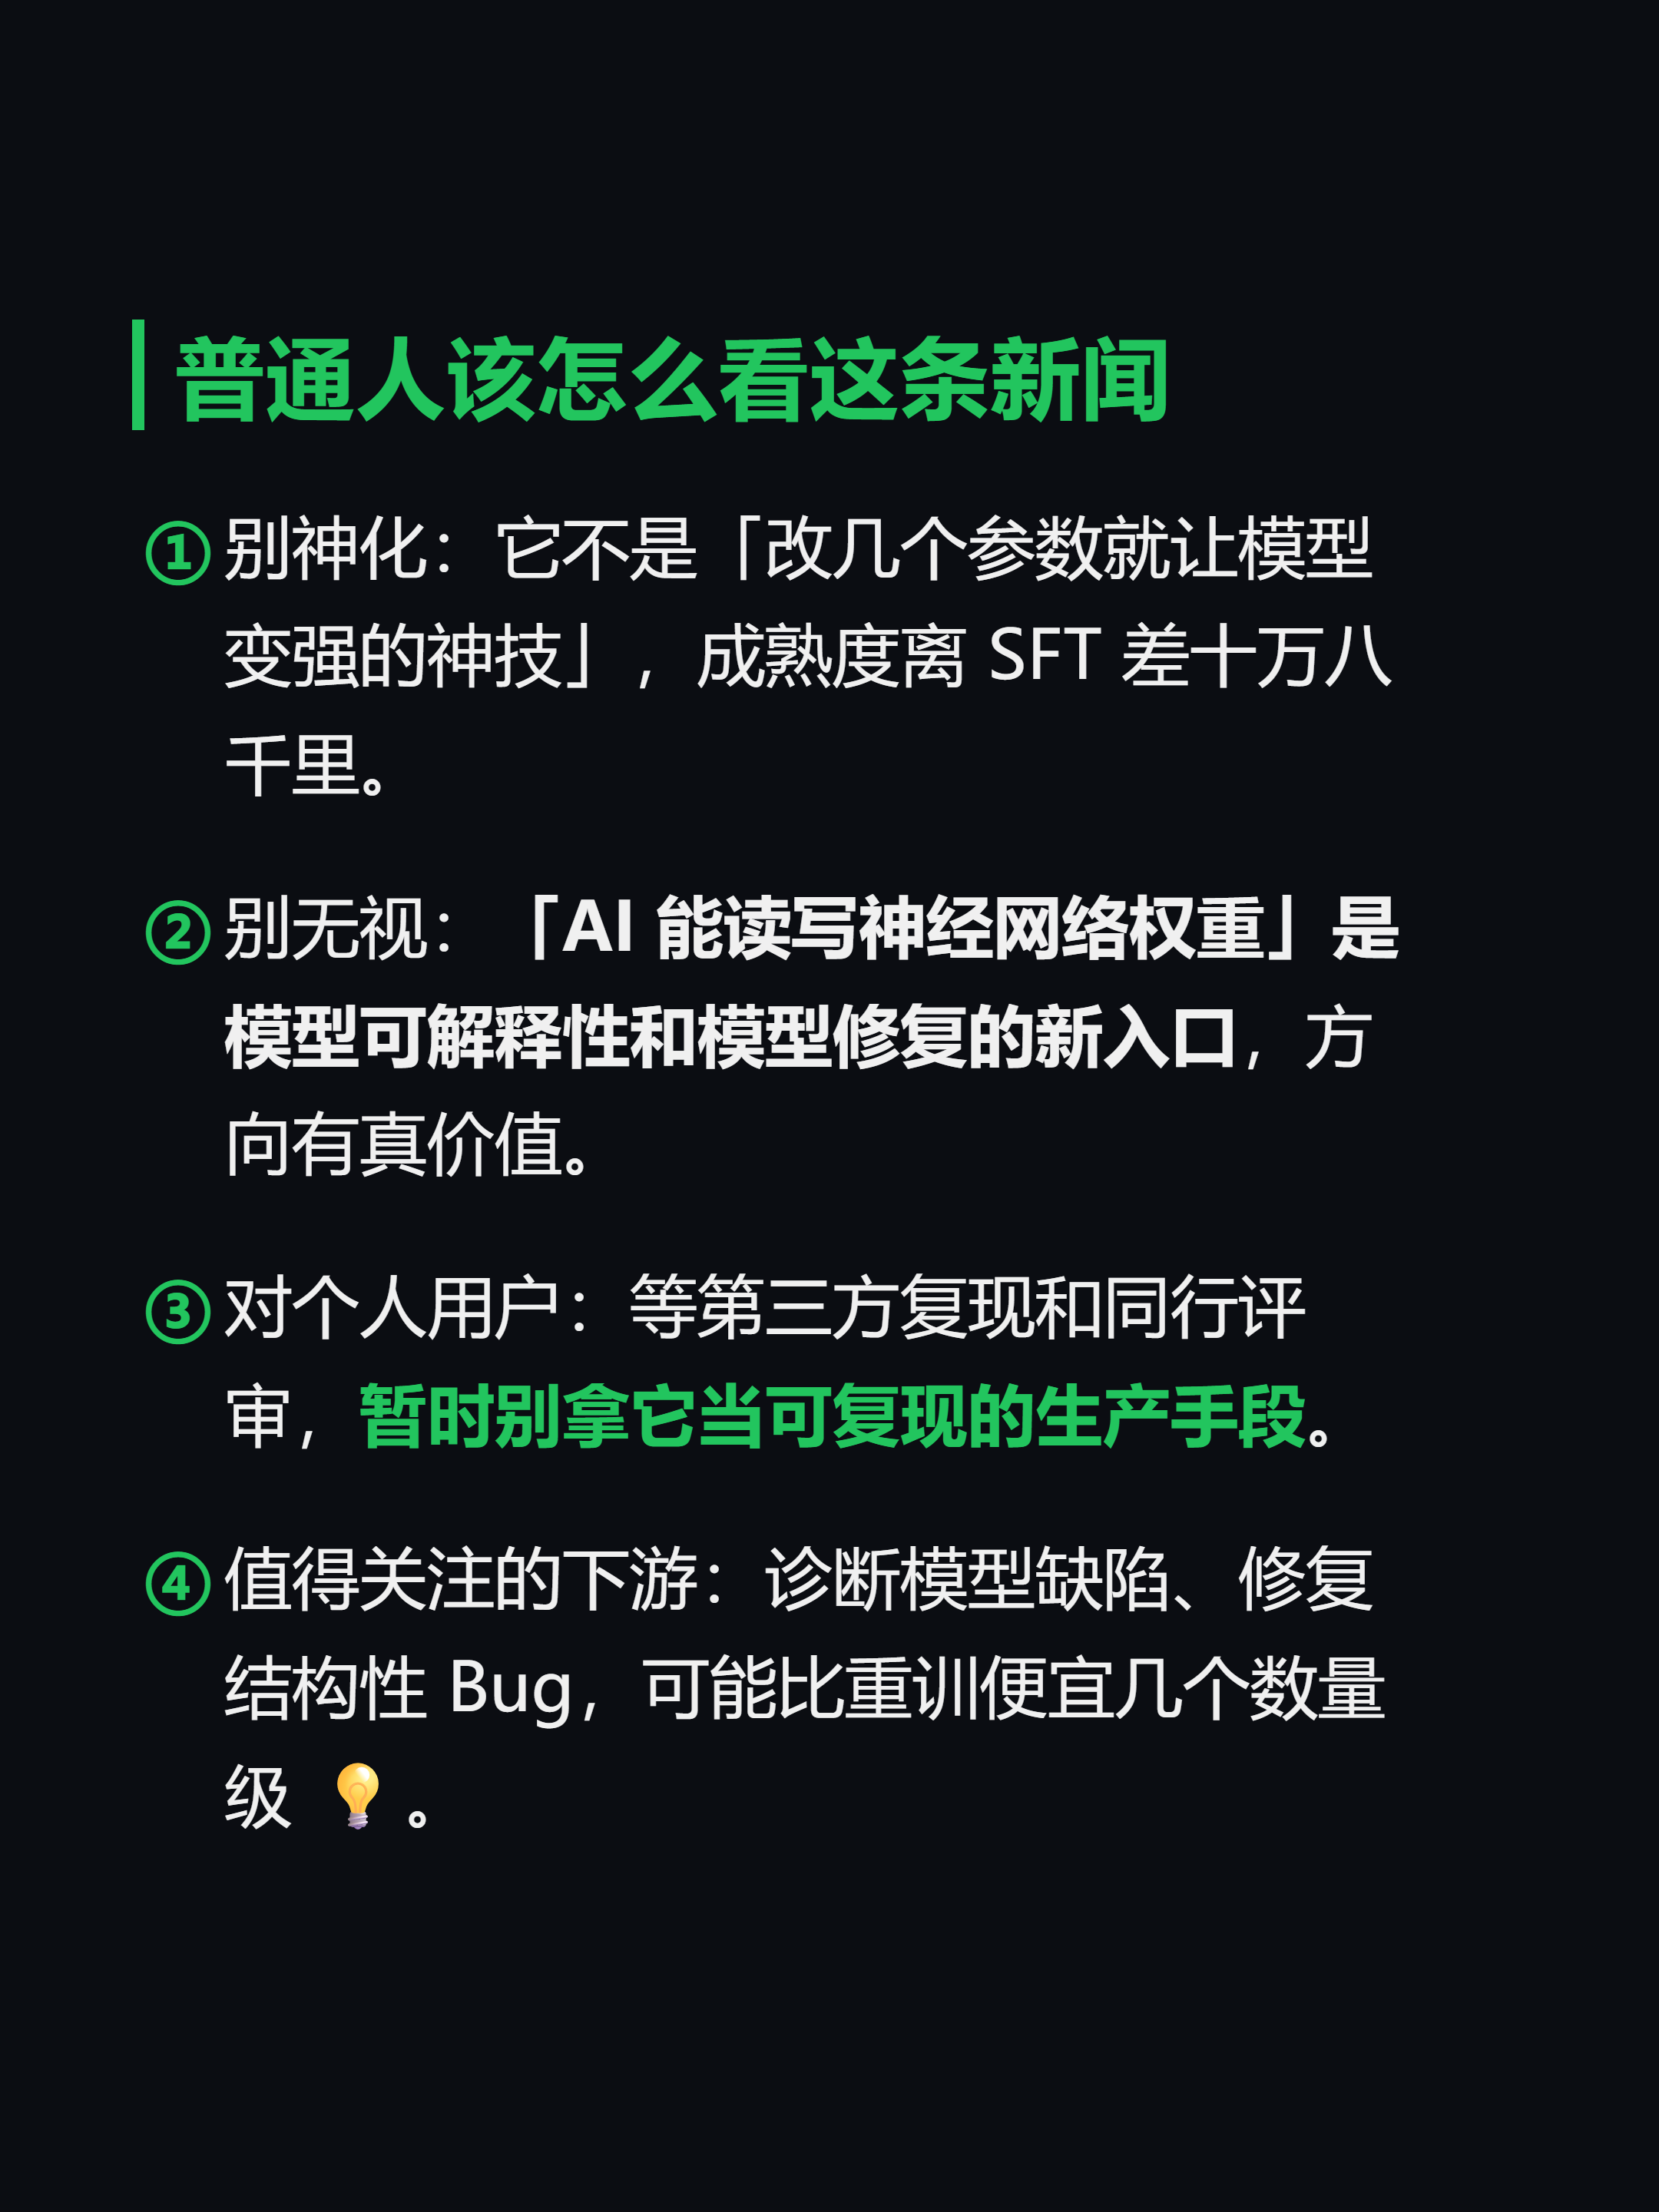 普通人该怎么看这条新闻
① 别神化：它不是「改几个参数就让模型
变强的神技」，成熟度离 SFT 差十万八
千里。
② 别无视：「AI 能读写神经网络权重」是
模型可解释性和模型修复的新入口，方
向有真价值。
③ 对个人用户：等第三方复现和同行评
审，暂时别拿它当可复现的生产手段。
④ 值得关注的下游：诊断模型缺陷、修复
结构性 Bug，可能比重训便宜几个数量
级 💡。